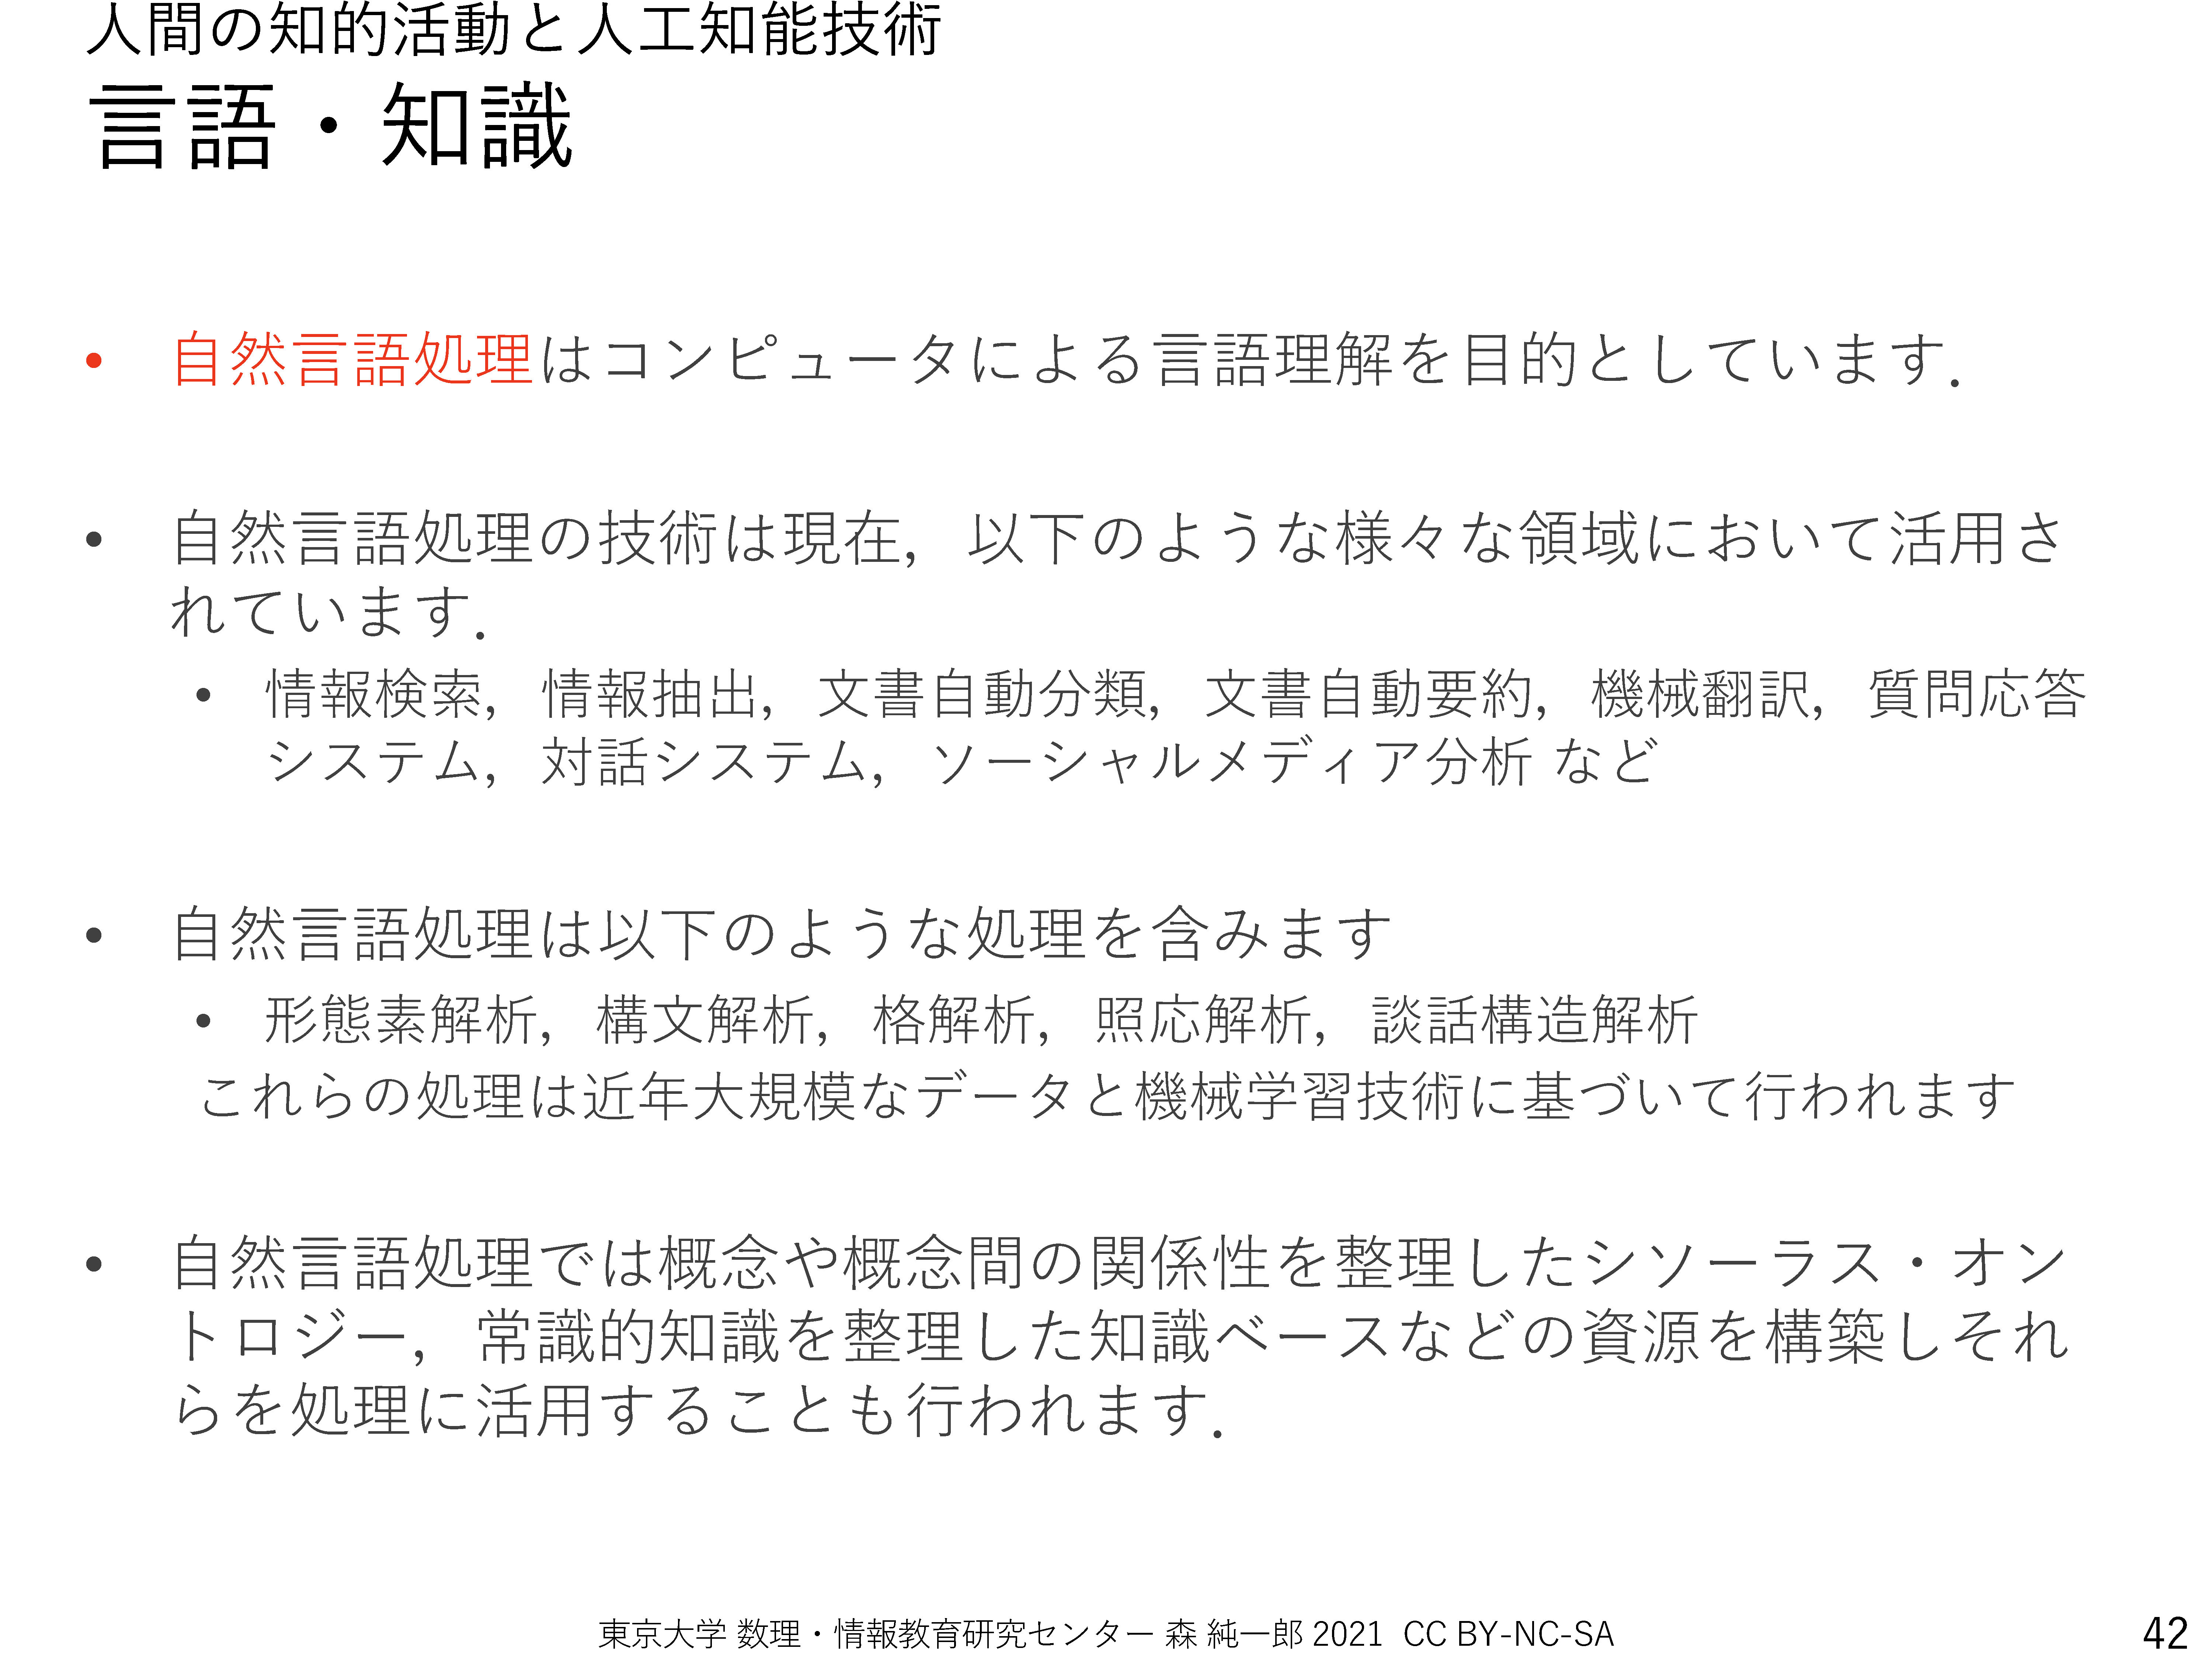 人間の知的活動と人工知能技術
言語・知識
• 自然言語処理はコンピュータによる言語理解を目的としています．
• 自然言語処理の技術は現在，以下のような様々な領域において活用さ
れています．
• 情報検索，情報抽出，文書自動分類，文書自動要約，機械翻訳，質問応答
システム，対話システム，ソーシャルメディア分析 など
• 自然言語処理は以下のような処理を含みます
• 形態素解析，構文解析，格解析，照応解析，談話構造解析
これらの処理は近年大規模なデータと機械学習技術に基づいて行われます
• 自然言語処理では概念や概念間の関係性を整理したシソーラス・オン
トロジー，常識的知識を整理した知識ベースなどの資源を構築しそれ
らを処理に活用することも行われます．
東京大学 数理・情報教育研究センター 森 純一郎 2021 CC BY-NC-SA
42